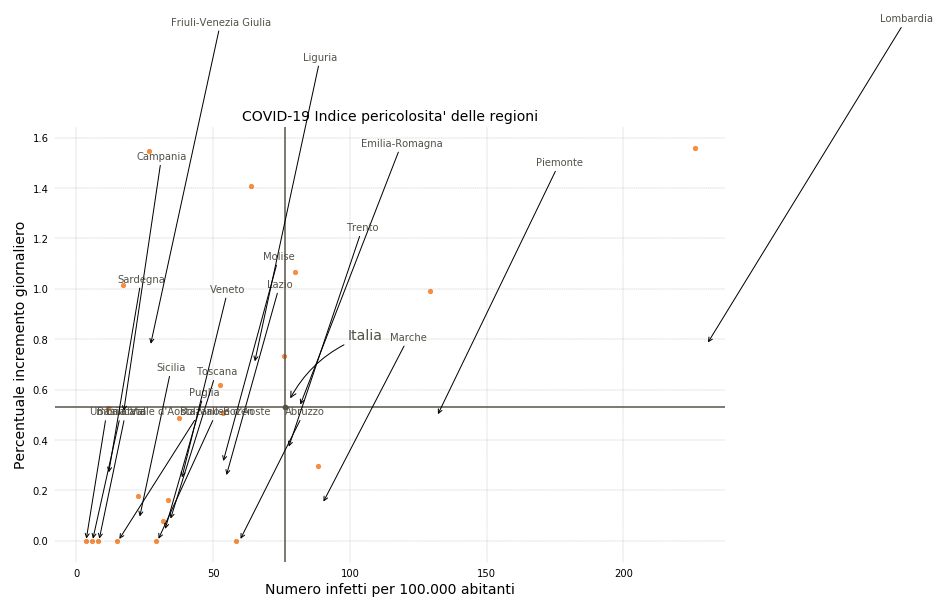 Lombardia
Friuli-Venezia Giulia
Liguria
COVID-19 Indice pericolosita' delle regioni
1.6
Emilia-Romagna
Campania
Piemonte
1.4
Trento
1.2
Molise
Sardegna
Lazio
1.0
Veneto
Italia
Marche
0.8
Sicilia
Toscana
0.6
Puglia
Abruzzo
0.4
0.2
0.0
0
50
100
150
200
Percentuale incremento giornaliero
Numero infetti per 100.000 abitanti